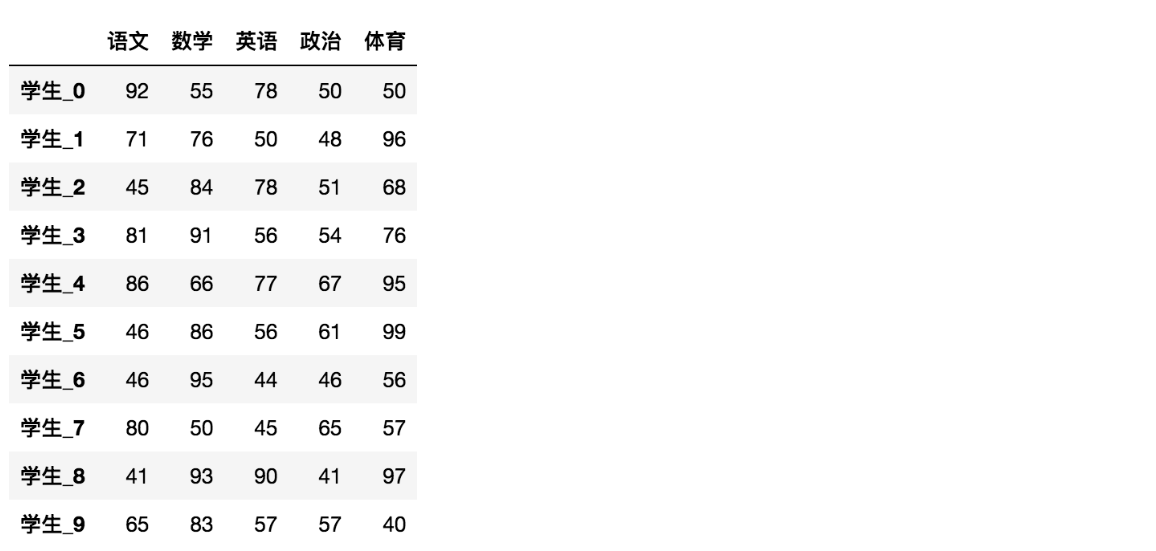 语文 数学 英语 政治 体育
学生_0 92 55 78 50 50
学生_1 71 76 50 48 96
学生_2 45 84 78 51 68
学生_3 81 91 56 54 76
学生_4 86 66 77 67 95
学生_5 46 86 56 61 99
学生_6 46 95 44 46 56
学生_7 80 50 45 65 57
学生_8 41 93 90 41 97
学生_9 65 83 57 57 40